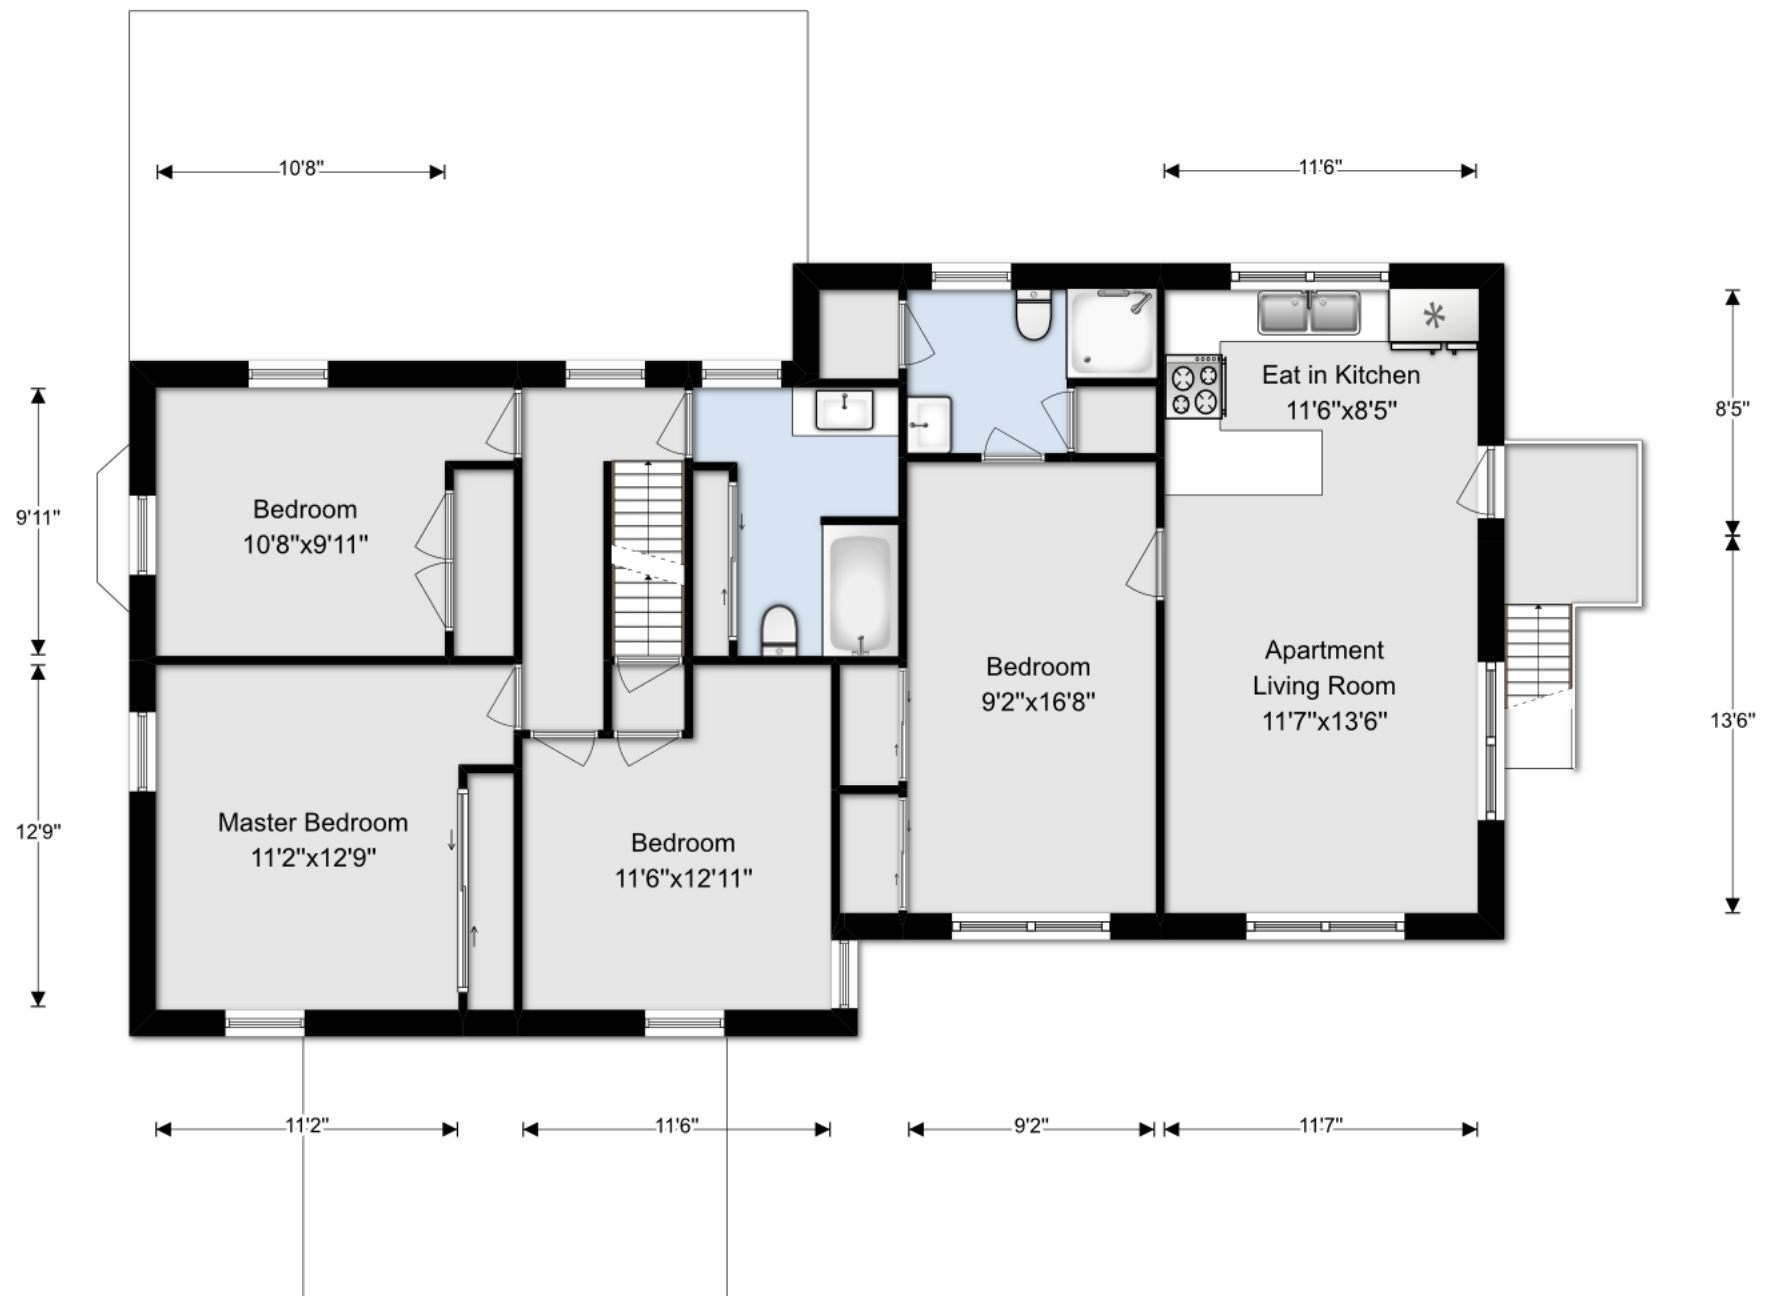 10'8"
11'6"
Eat in Kitchen
11'6"x8'5"
8'5"
9'11"
Bedroom
10'8"x9'11"
Apartment
Living Room
11'7"x13'6"
Bedroom
9'2"x16'8"
13'6"
12'9"
Master Bedroom
11'2"x12'9"
Bedroom
11'6"x12'11"
11'2"
11'6"
9'2"
11'7"